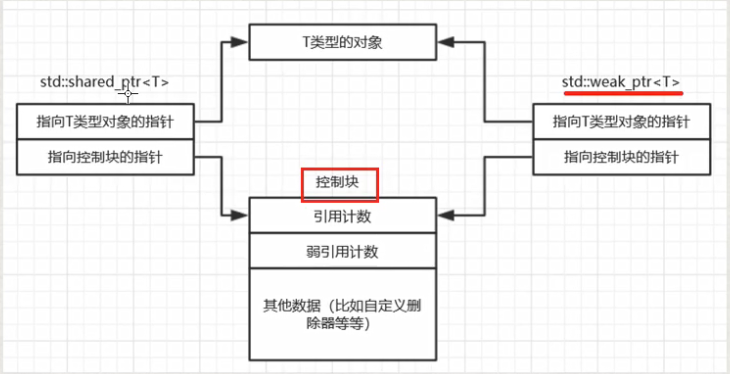 T类型的对象
std::shared_ptr<T>
std::weak_ptr<T>
指向T类型对象的指针
指向T类型对象的指针
指向控制块的指针
指向控制块的指针
控制块
引用计数
弱引用计数
其他数据（比如自定义删
除器等等）